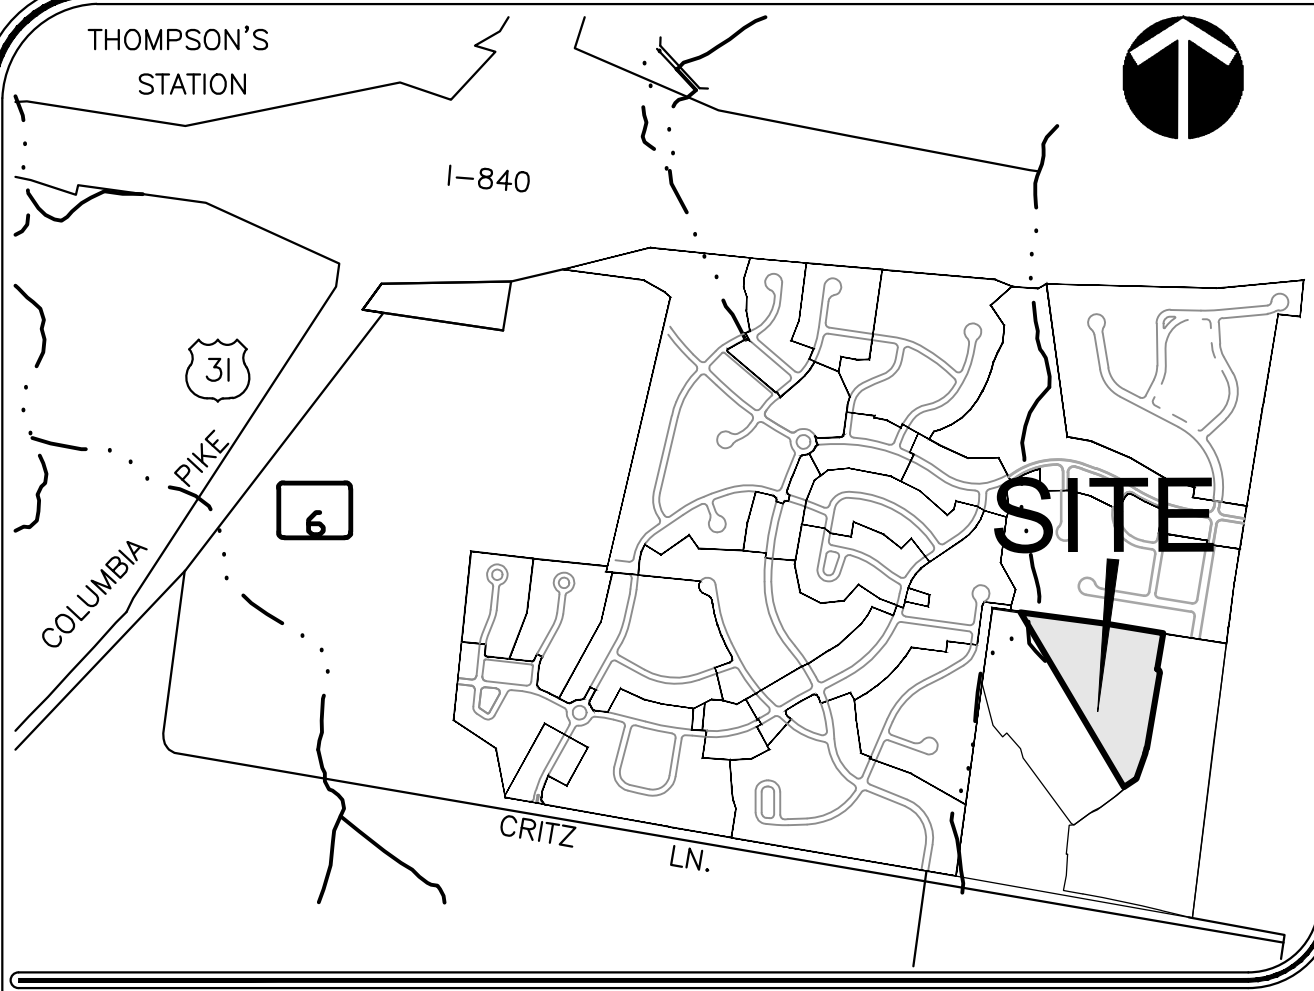 THOMPSON'S
STATION
I-840
31
PIKE
COLUMBIA
6
SITE
CRITZ
LN.